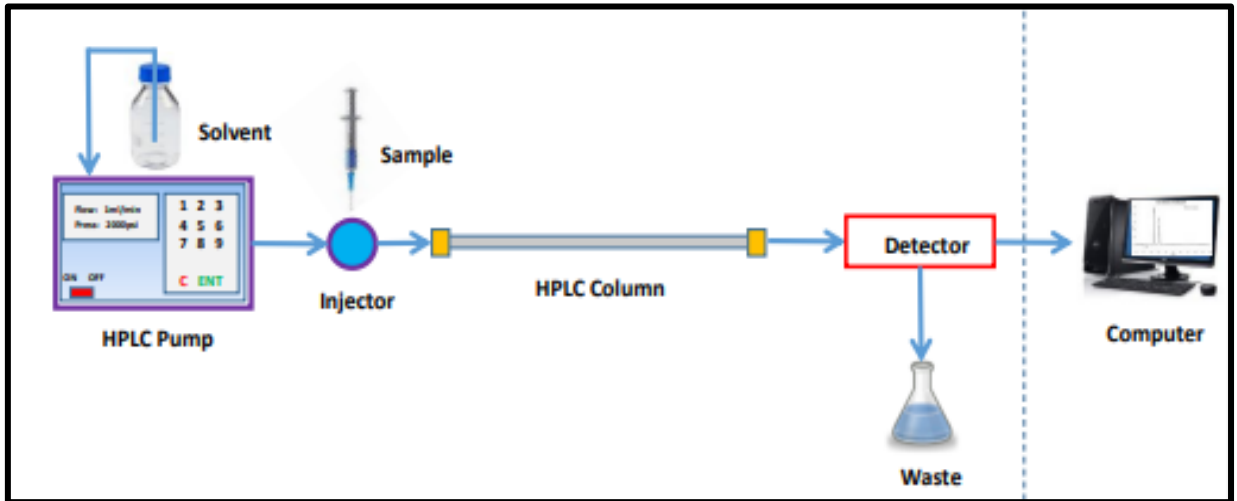 Solvent
Sample
Flow: 1ml/min
Press: 2000psi
1 2 3
4 5 6
7 8 9
ON OFF
C ENT
HPLC Pump
Injector
HPLC Column
Detector
Waste
Computer